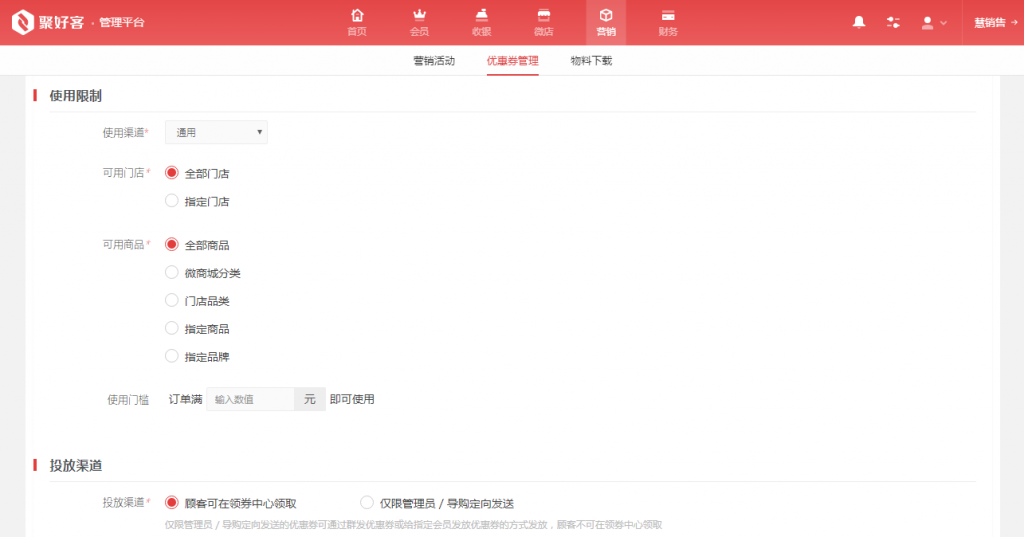 聚好客 · 管理平台
首页 会员 收银 微店 营销 财务
慧销售 →
营销活动 优惠券管理 物料下载
使用限制
使用渠道* 通用
可用门店* 全部门店
指定门店
可用商品* 全部商品
微商城分类
门店品类
指定商品
指定品牌
使用门槛 订单满 输入数值 元 即可使用
投放渠道
投放渠道* 顾客可在领券中心领取 仅限管理员 / 导购定向发送
仅限管理员 / 导购定向发送的优惠券可通过群发优惠券或给指定会员发放优惠券的方式发放，顾客不可在领券中心领取